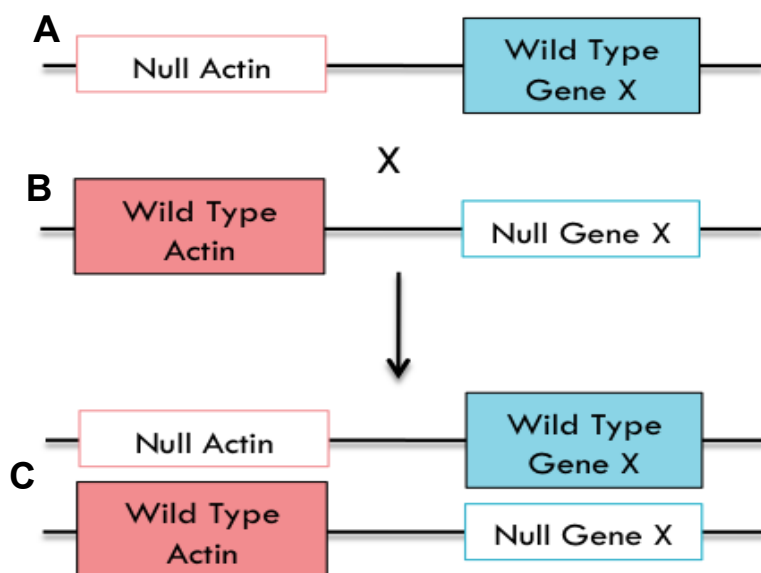 A
Null Actin
Wild Type
Gene X
X
B
Wild Type
Actin
Null Gene X
Null Actin
Wild Type
Gene X
C
Wild Type
Actin
Null Gene X